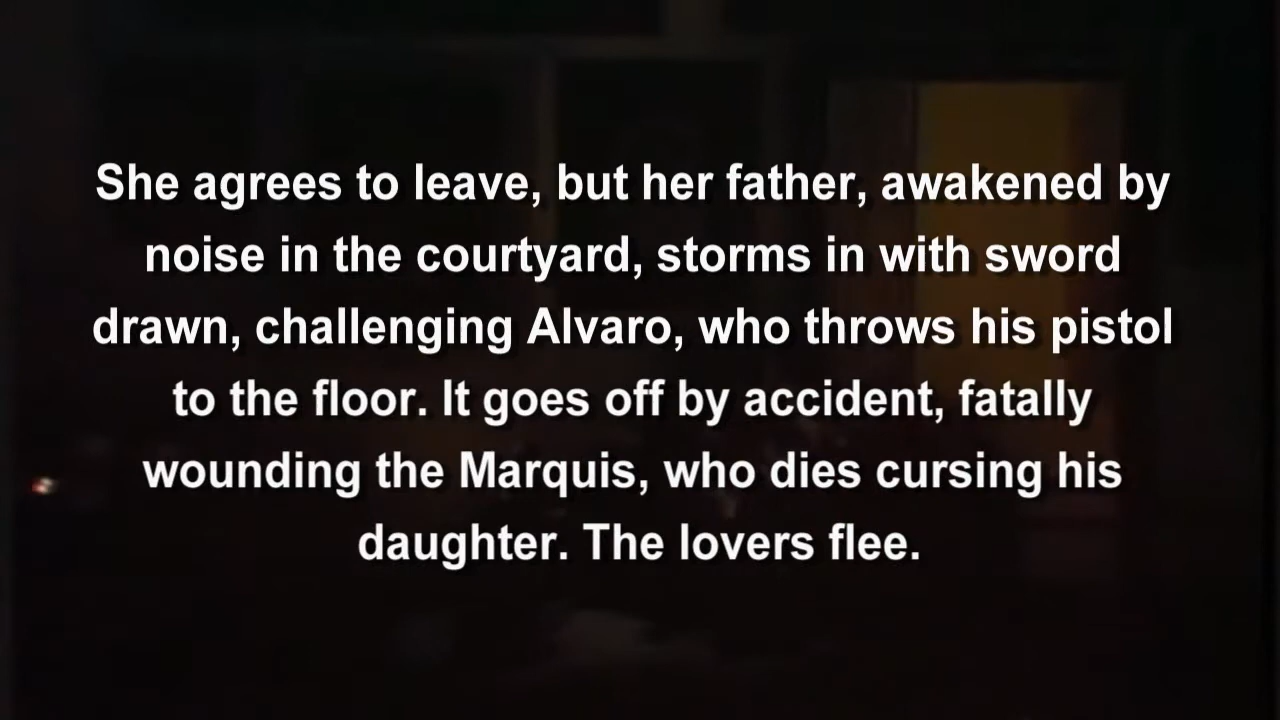 She agrees to leave, but her father, awakened by
noise in the courtyard, storms in with sword
drawn, challenging Alvaro, who throws his pistol
to the floor. It goes off by accident, fatally
wounding the Marquis, who dies cursing his
daughter. The lovers flee.